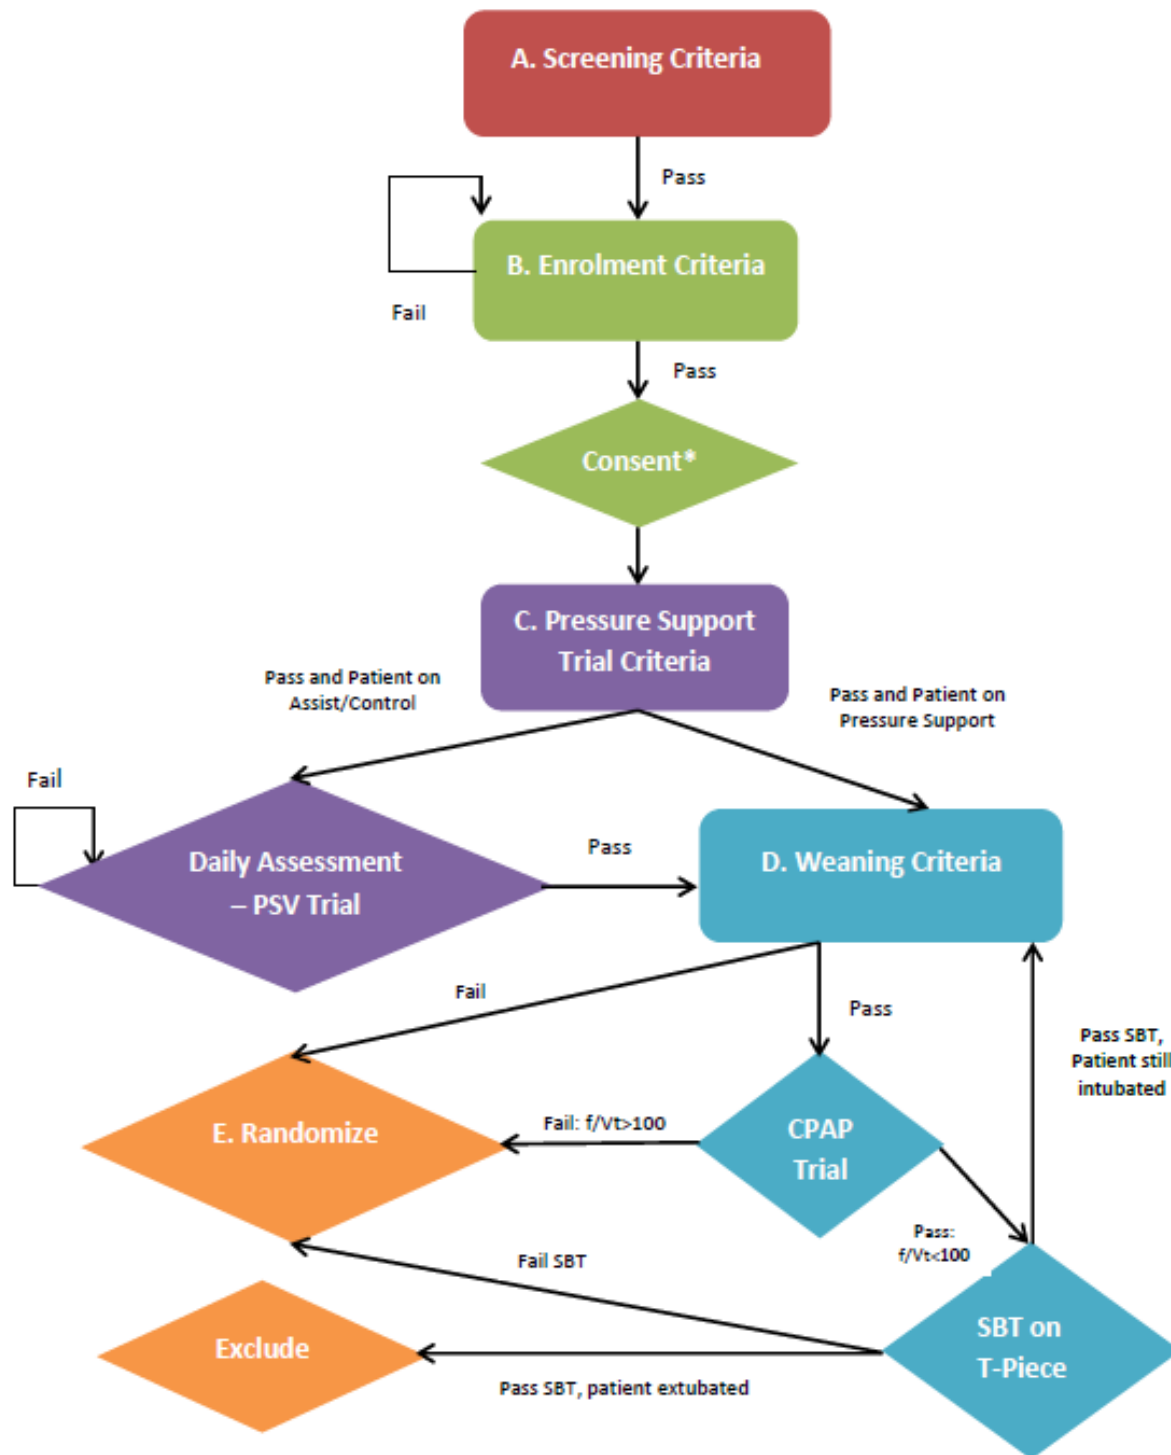 A. Screening Criteria
Pass
B. Enrolment Criteria
Fail
Pass
Consent*
C. Pressure Support
Trial Criteria
Pass and Patient on
Assist/Control
Pass and Patient on
Pressure Support
Fail
Daily Assessment
– PSV Trial
Pass
D. Weaning Criteria
Fail
Pass
Pass SBT,
Patient still
intubated
E. Randomize
Fail: f/Vt>100
CPAP
Trial
Pass:
f/Vt<100
Fail SBT
Exclude
Pass SBT, patient extubated
SBT on
T-Piece